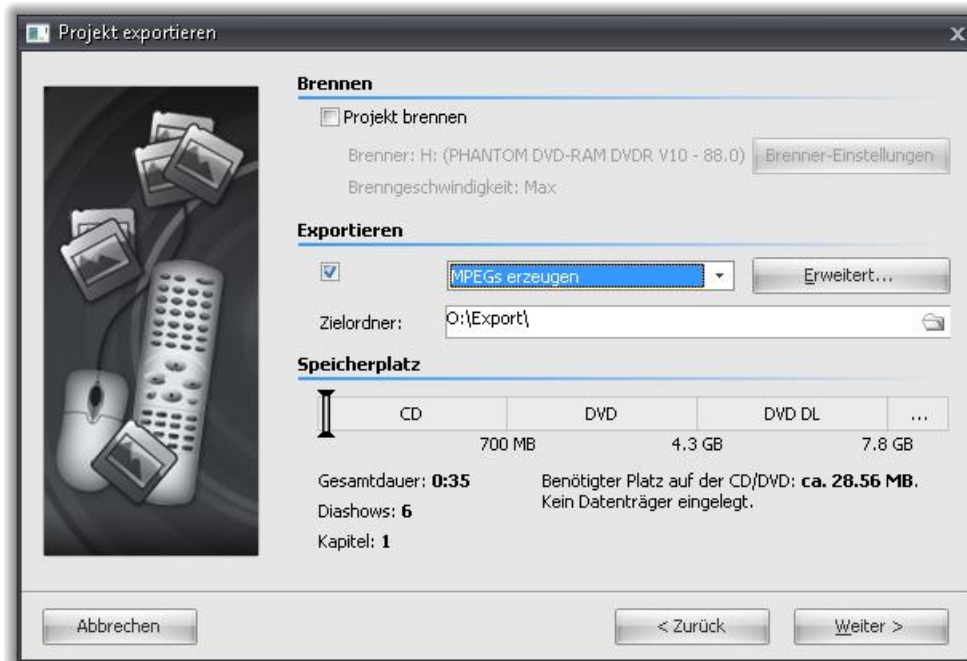 Projekt exportieren
Brennen
Projekt brennen
Brenner: H: (PHANTOM DVD-RAM DVDR V10 - 88.0) Brenner-Einstellungen
Brenngeschwindigkeit: Max
Exportieren
MPEGs erzeugen Erweitert...
Zielordner: O:\Export\
Speicherplatz
CD DVD DVD DL ...
700 MB 4.3 GB 7.8 GB
Gesamtdauer: 0:35 Benötigter Platz auf der CD/DVD: ca. 28.56 MB.
Kein Datenträger eingelegt.
Diashows: 6
Kapitel: 1
Abbrechen < Zurück Weiter >